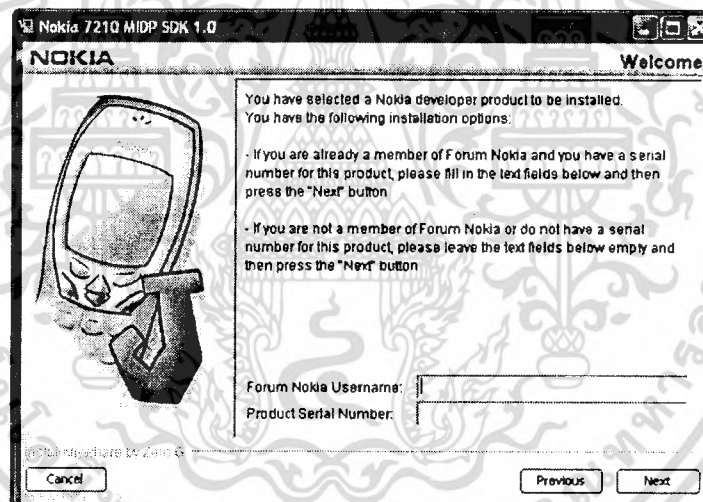 Nokia 7210 MIDP SDK 1.0
NOKIA
Welcome
You have selected a Nokia developer product to be installed.
You have the following installation options:
- If you are already a member of Forum Nokia and you have a serial
number for this product, please fill in the text fields below and then
press the "Next" button
- If you are not a member of Forum Nokia or do not have a serial
number for this product, please leave the text fields below empty and
then press the "Next" button
Forum Nokia Username:
Product Serial Number:
InstallAnywhere by Zero G
Cancel
Previous
Next